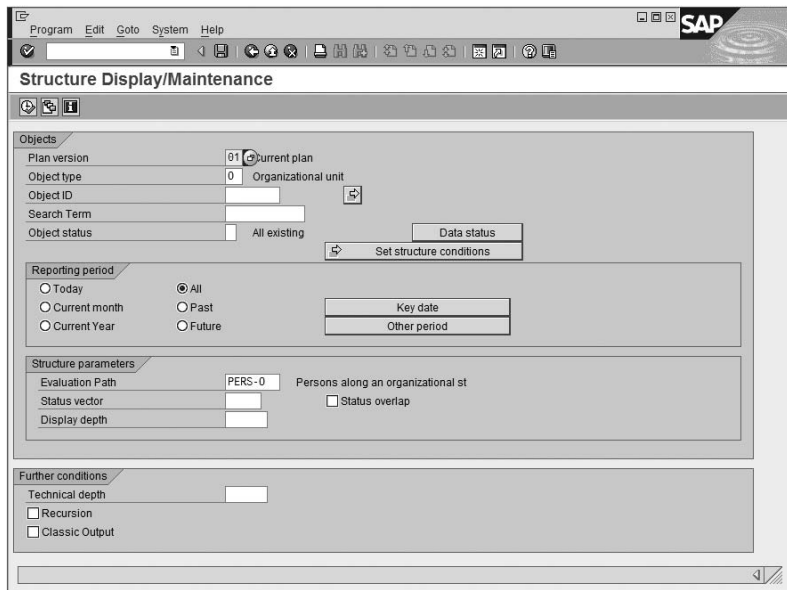 Program Edit Goto System Help
SAP
Structure Display/Maintenance
Objects
Plan version 01 Current plan
Object type O Organizational unit
Object ID
Search Term
Object status All existing Data status
Set structure conditions
Reporting period
Today All
Current month Past Key date
Current Year Future Other period
Structure parameters
Evaluation Path PERS-O Persons along an organizational st
Status vector Status overlap
Display depth
Further conditions
Technical depth
Recursion
Classic Output